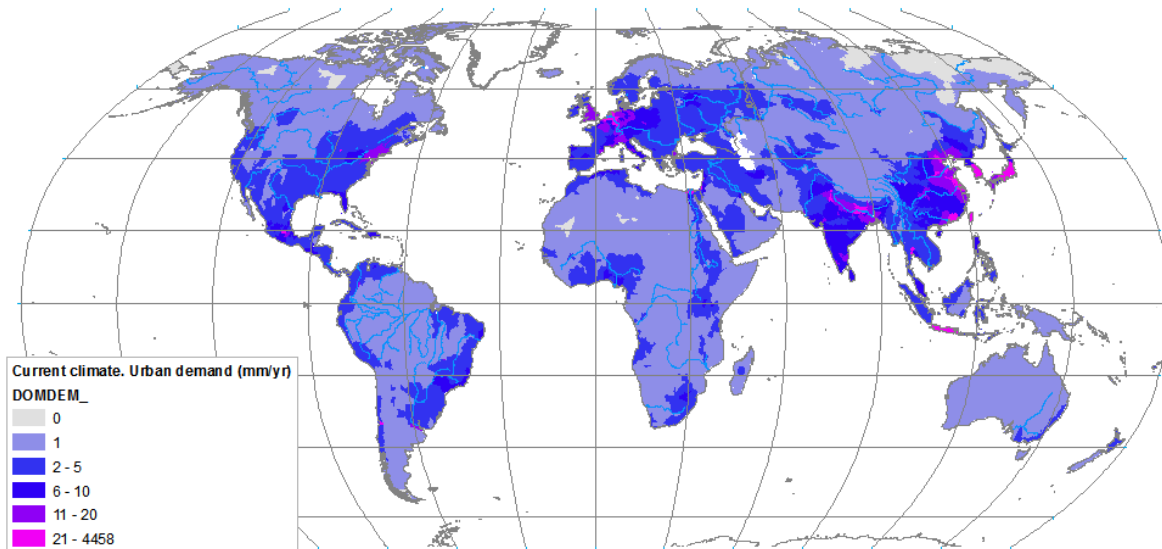 Current climate. Urban demand (mm/yr)
DOMDEM_
0
1
2 - 5
6 - 10
11 - 20
21 - 4458